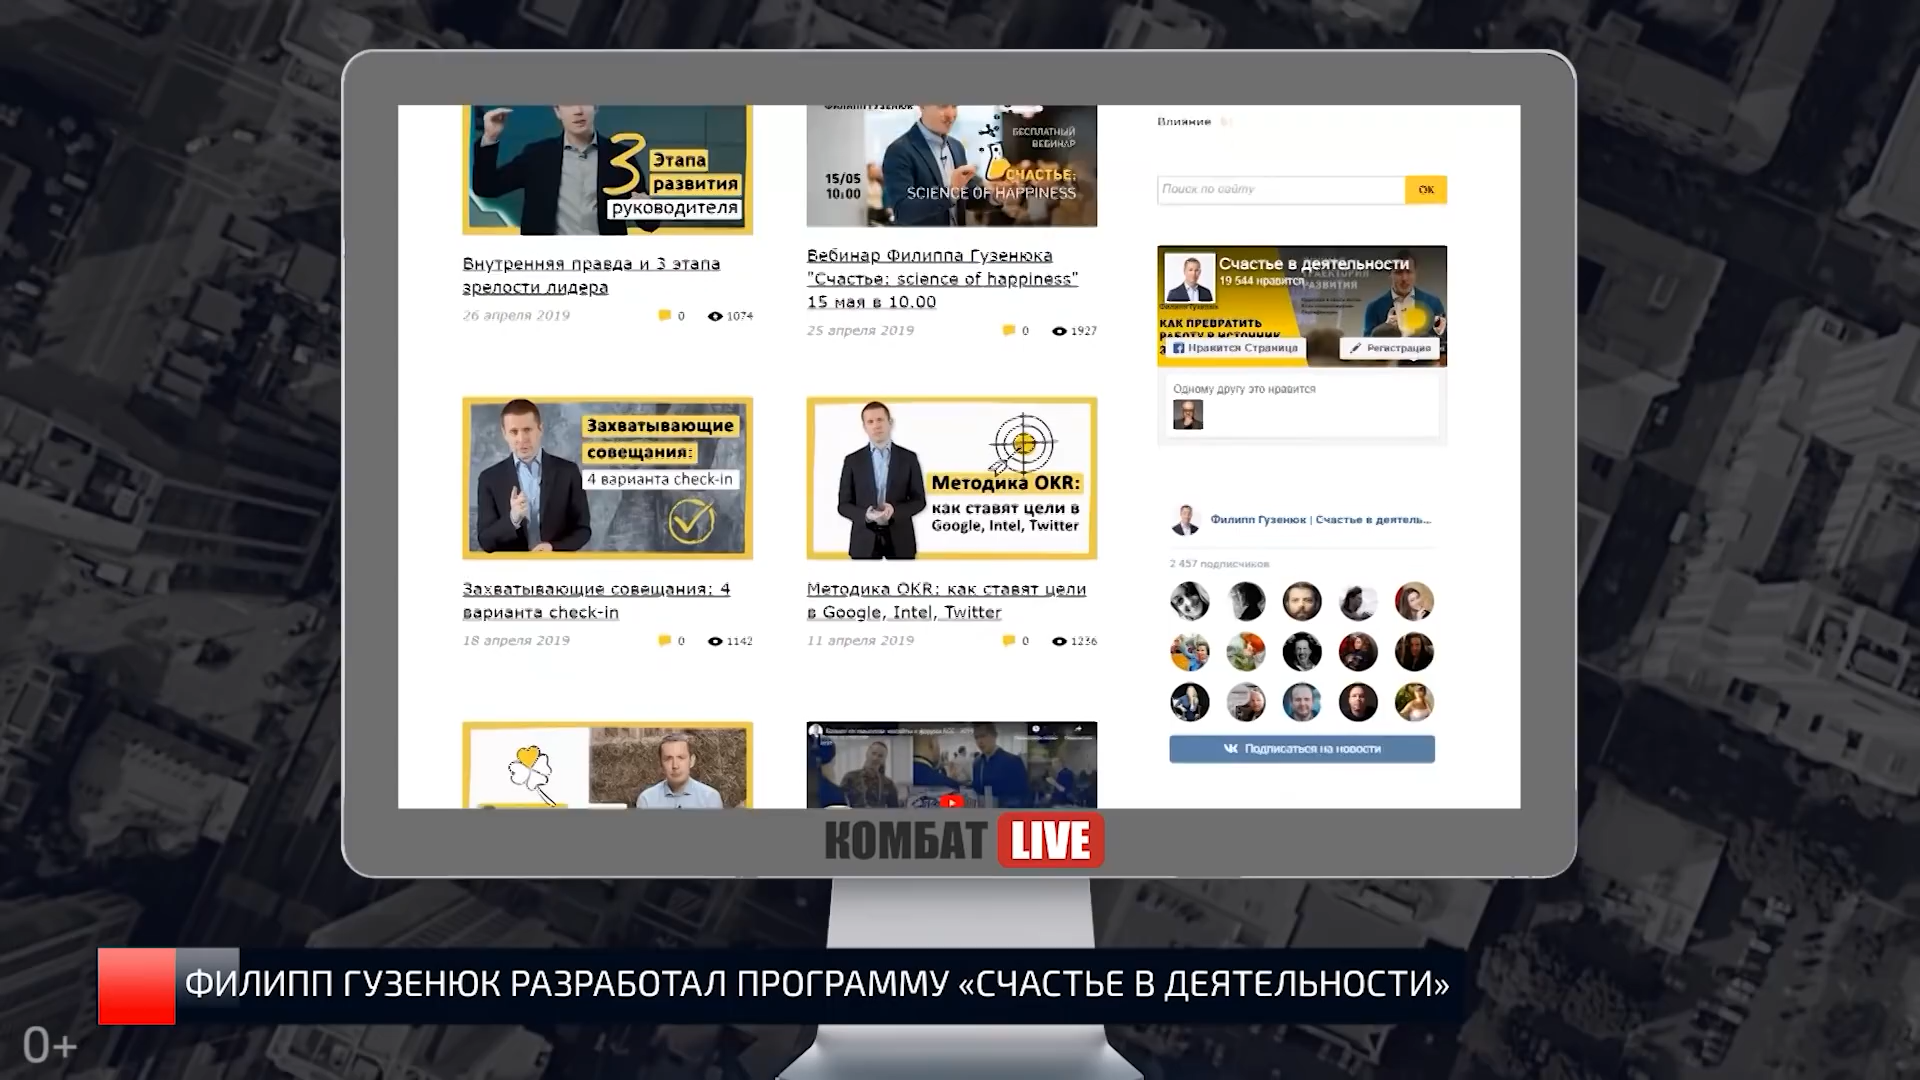 3 Этапа
развития
руководителя
Внутренняя правда и 3 этапа
зрелости лидера
26 апреля 2019 0 1074
БЕСПЛАТНЫЙ
ВЕБИНАР
15/05
10:00
СЧАСТЬЕ:
SCIENCE OF HAPPINESS
Вебинар Филиппа Гузенюка
"Счастье: science of happiness"
15 мая в 10.00
25 апреля 2019 0 1927
Захватывающие
совещания:
4 варианта check-in
Захватывающие совещания: 4
варианта check-in
18 апреля 2019 0 1142
Методика OKR:
как ставят цели в
Google, Intel, Twitter
Методика OKR: как ставят цели
в Google, Intel, Twitter
11 апреля 2019 0 1236
Влияние
Поиск по сайту ОК
Счастье в деятельности
19 544 нравится
КАК ПРЕВРАТИТЬ
РАБОТУ В ИСТОЧНИК
Нравится Страница Регистрация
Одному другу это нравится
Филипп Гузенюк | Счастье в деятель...
2 457 подписчиков
Подписаться на новости
КОМБАТ LIVE
ФИЛИПП ГУЗЕНЮК РАЗРАБОТАЛ ПРОГРАММУ «СЧАСТЬЕ В ДЕЯТЕЛЬНОСТИ»
0+